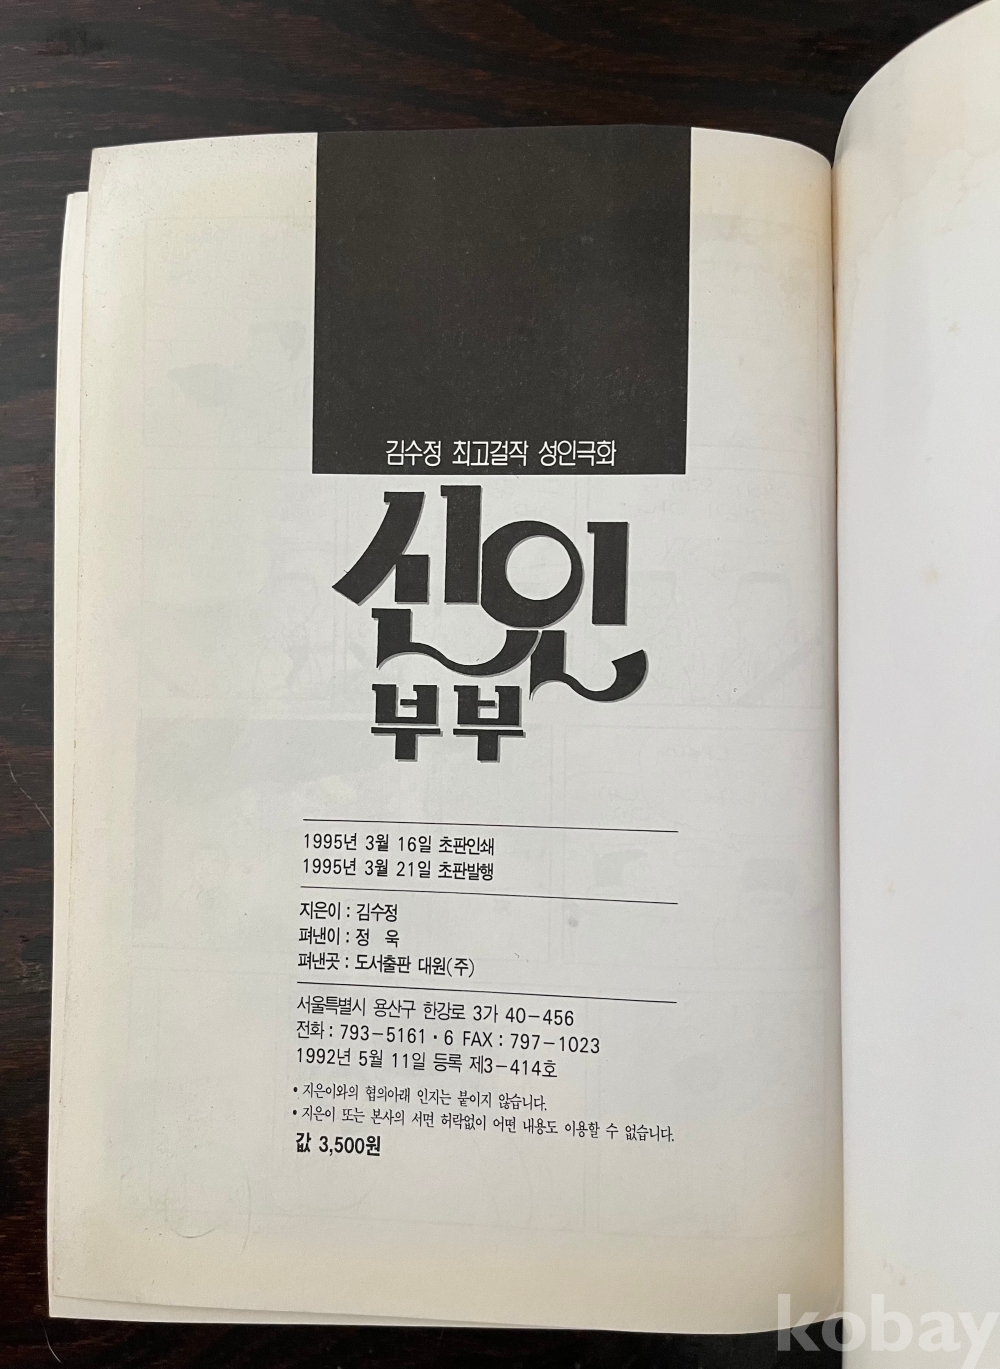 김수정 최고걸작 성인극화
신인
부부
1995년 3월 16일 초판인쇄
1995년 3월 21일 초판발행
지은이 : 김수정
펴낸이 : 정 욱
펴낸곳 : 도서출판 대원(주)
서울특별시 용산구 한강로 3가 40-456
전화 : 793-5161·6 FAX : 797-1023
1992년 5월 11일 등록 제3-414호
• 지은이와의 협의아래 인지는 붙이지 않습니다.
• 지은이 또는 본사의 서면 허락없이 어떤 내용도 이용할 수 없습니다.
값 3,500원
kobay